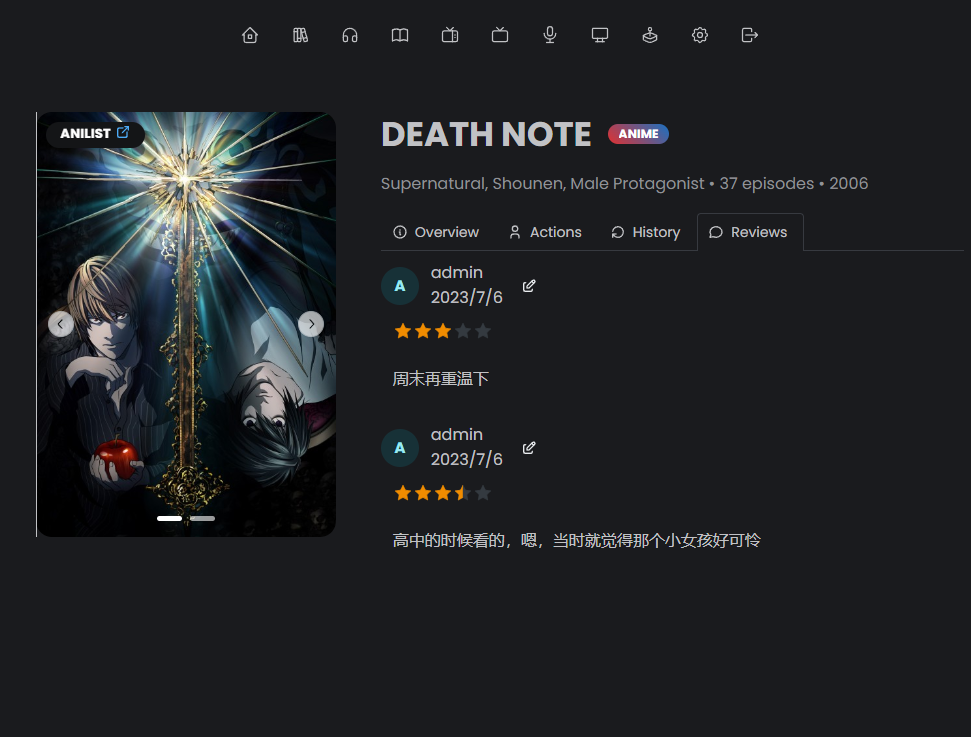 ANILIST
DEATH NOTE ANIME
Supernatural, Shounen, Male Protagonist • 37 episodes • 2006
Overview Actions History Reviews
A
admin
2023/7/6
周末再重温下
A
admin
2023/7/6
高中的时候看的，嗯，当时就觉得那个小女孩好可怜